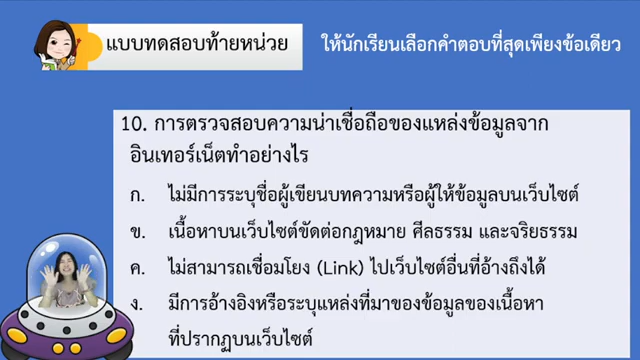 แบบทดสอบท้ายหน่วย
ให้นักเรียนเลือกคำตอบที่สุดเพียงข้อเดียว
10. การตรวจสอบความน่าเชื่อถือของแหล่งข้อมูลจาก
อินเทอร์เน็ตทำอย่างไร
ก. ไม่มีการระบุชื่อผู้เขียนบทความหรือผู้ให้ข้อมูลบนเว็บไซต์
ข. เนื้อหาบนเว็บไซต์ขัดต่อกฎหมาย ศีลธรรม และจริยธรรม
ค. ไม่สามารถเชื่อมโยง (Link) ไปเว็บไซต์อื่นที่อ้างถึงได้
ง. มีการอ้างอิงหรือระบุแหล่งที่มาของข้อมูลของเนื้อหา
ที่ปรากฏบนเว็บไซต์